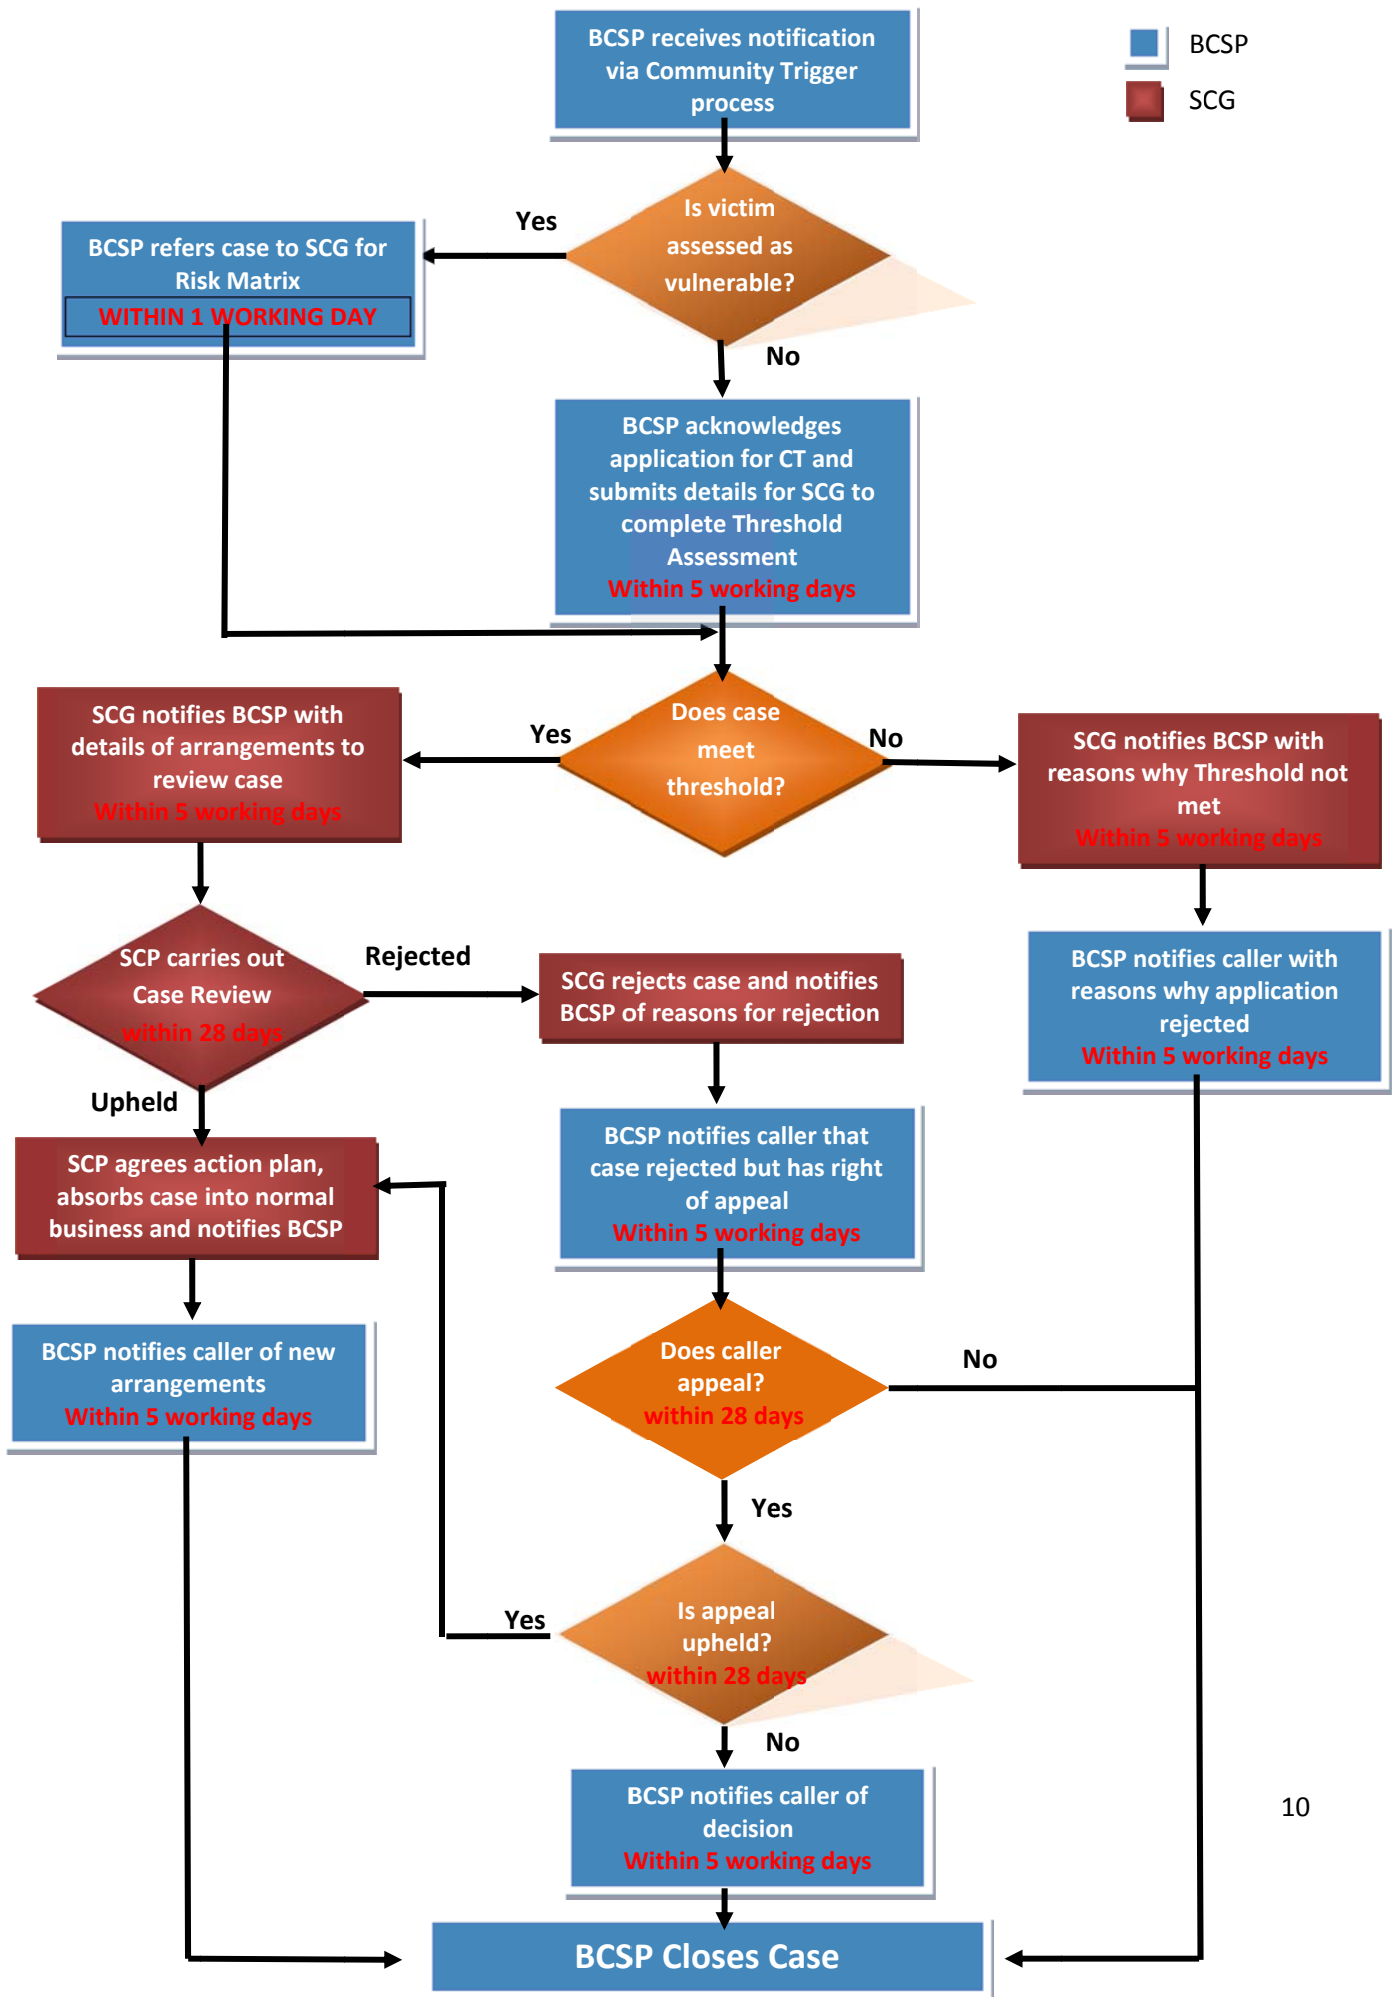 BCSP receives notification
via Community Trigger
process
BCSP
SCG
Is victim
assessed as
vulnerable?
Yes
BCSP refers case to SCG for
Risk Matrix
WITHIN 1 WORKING DAY
No
BCSP acknowledges
application for CT and
submits details for SCG to
complete Threshold
Assessment
Within 5 working days
Does case
meet
threshold?
Yes
No
SCG notifies BCSP with
details of arrangements to
review case
Within 5 working days
SCG notifies BCSP with
reasons why Threshold not
met
Within 5 working days
SCP carries out
Case Review
within 28 days
Rejected
SCG rejects case and notifies
BCSP of reasons for rejection
BCSP notifies caller with
reasons why application
rejected
Within 5 working days
Upheld
SCP agrees action plan,
absorbs case into normal
business and notifies BCSP
BCSP notifies caller that
case rejected but has right
of appeal
Within 5 working days
BCSP notifies caller of new
arrangements
Within 5 working days
Does caller
appeal?
within 28 days
No
Yes
Is appeal
upheld?
within 28 days
Yes
No
BCSP notifies caller of
decision
Within 5 working days
10
BCSP Closes Case